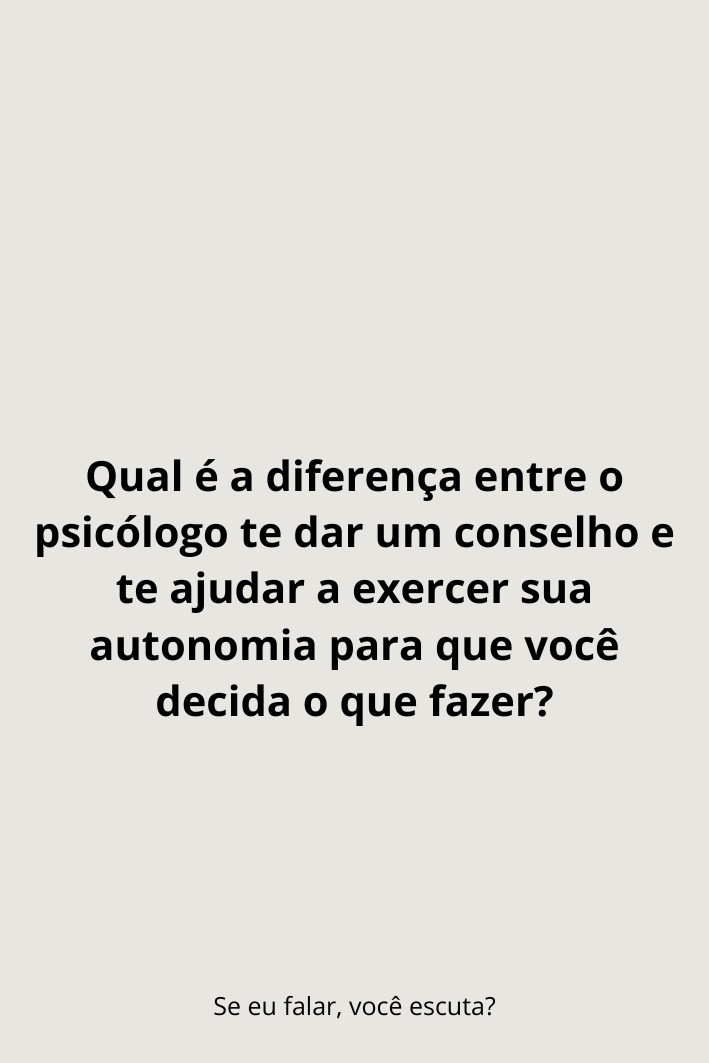 Qual é a diferença entre o
psicólogo te dar um conselho e
te ajudar a exercer sua
autonomia para que você
decida o que fazer?
Se eu falar, você escuta?